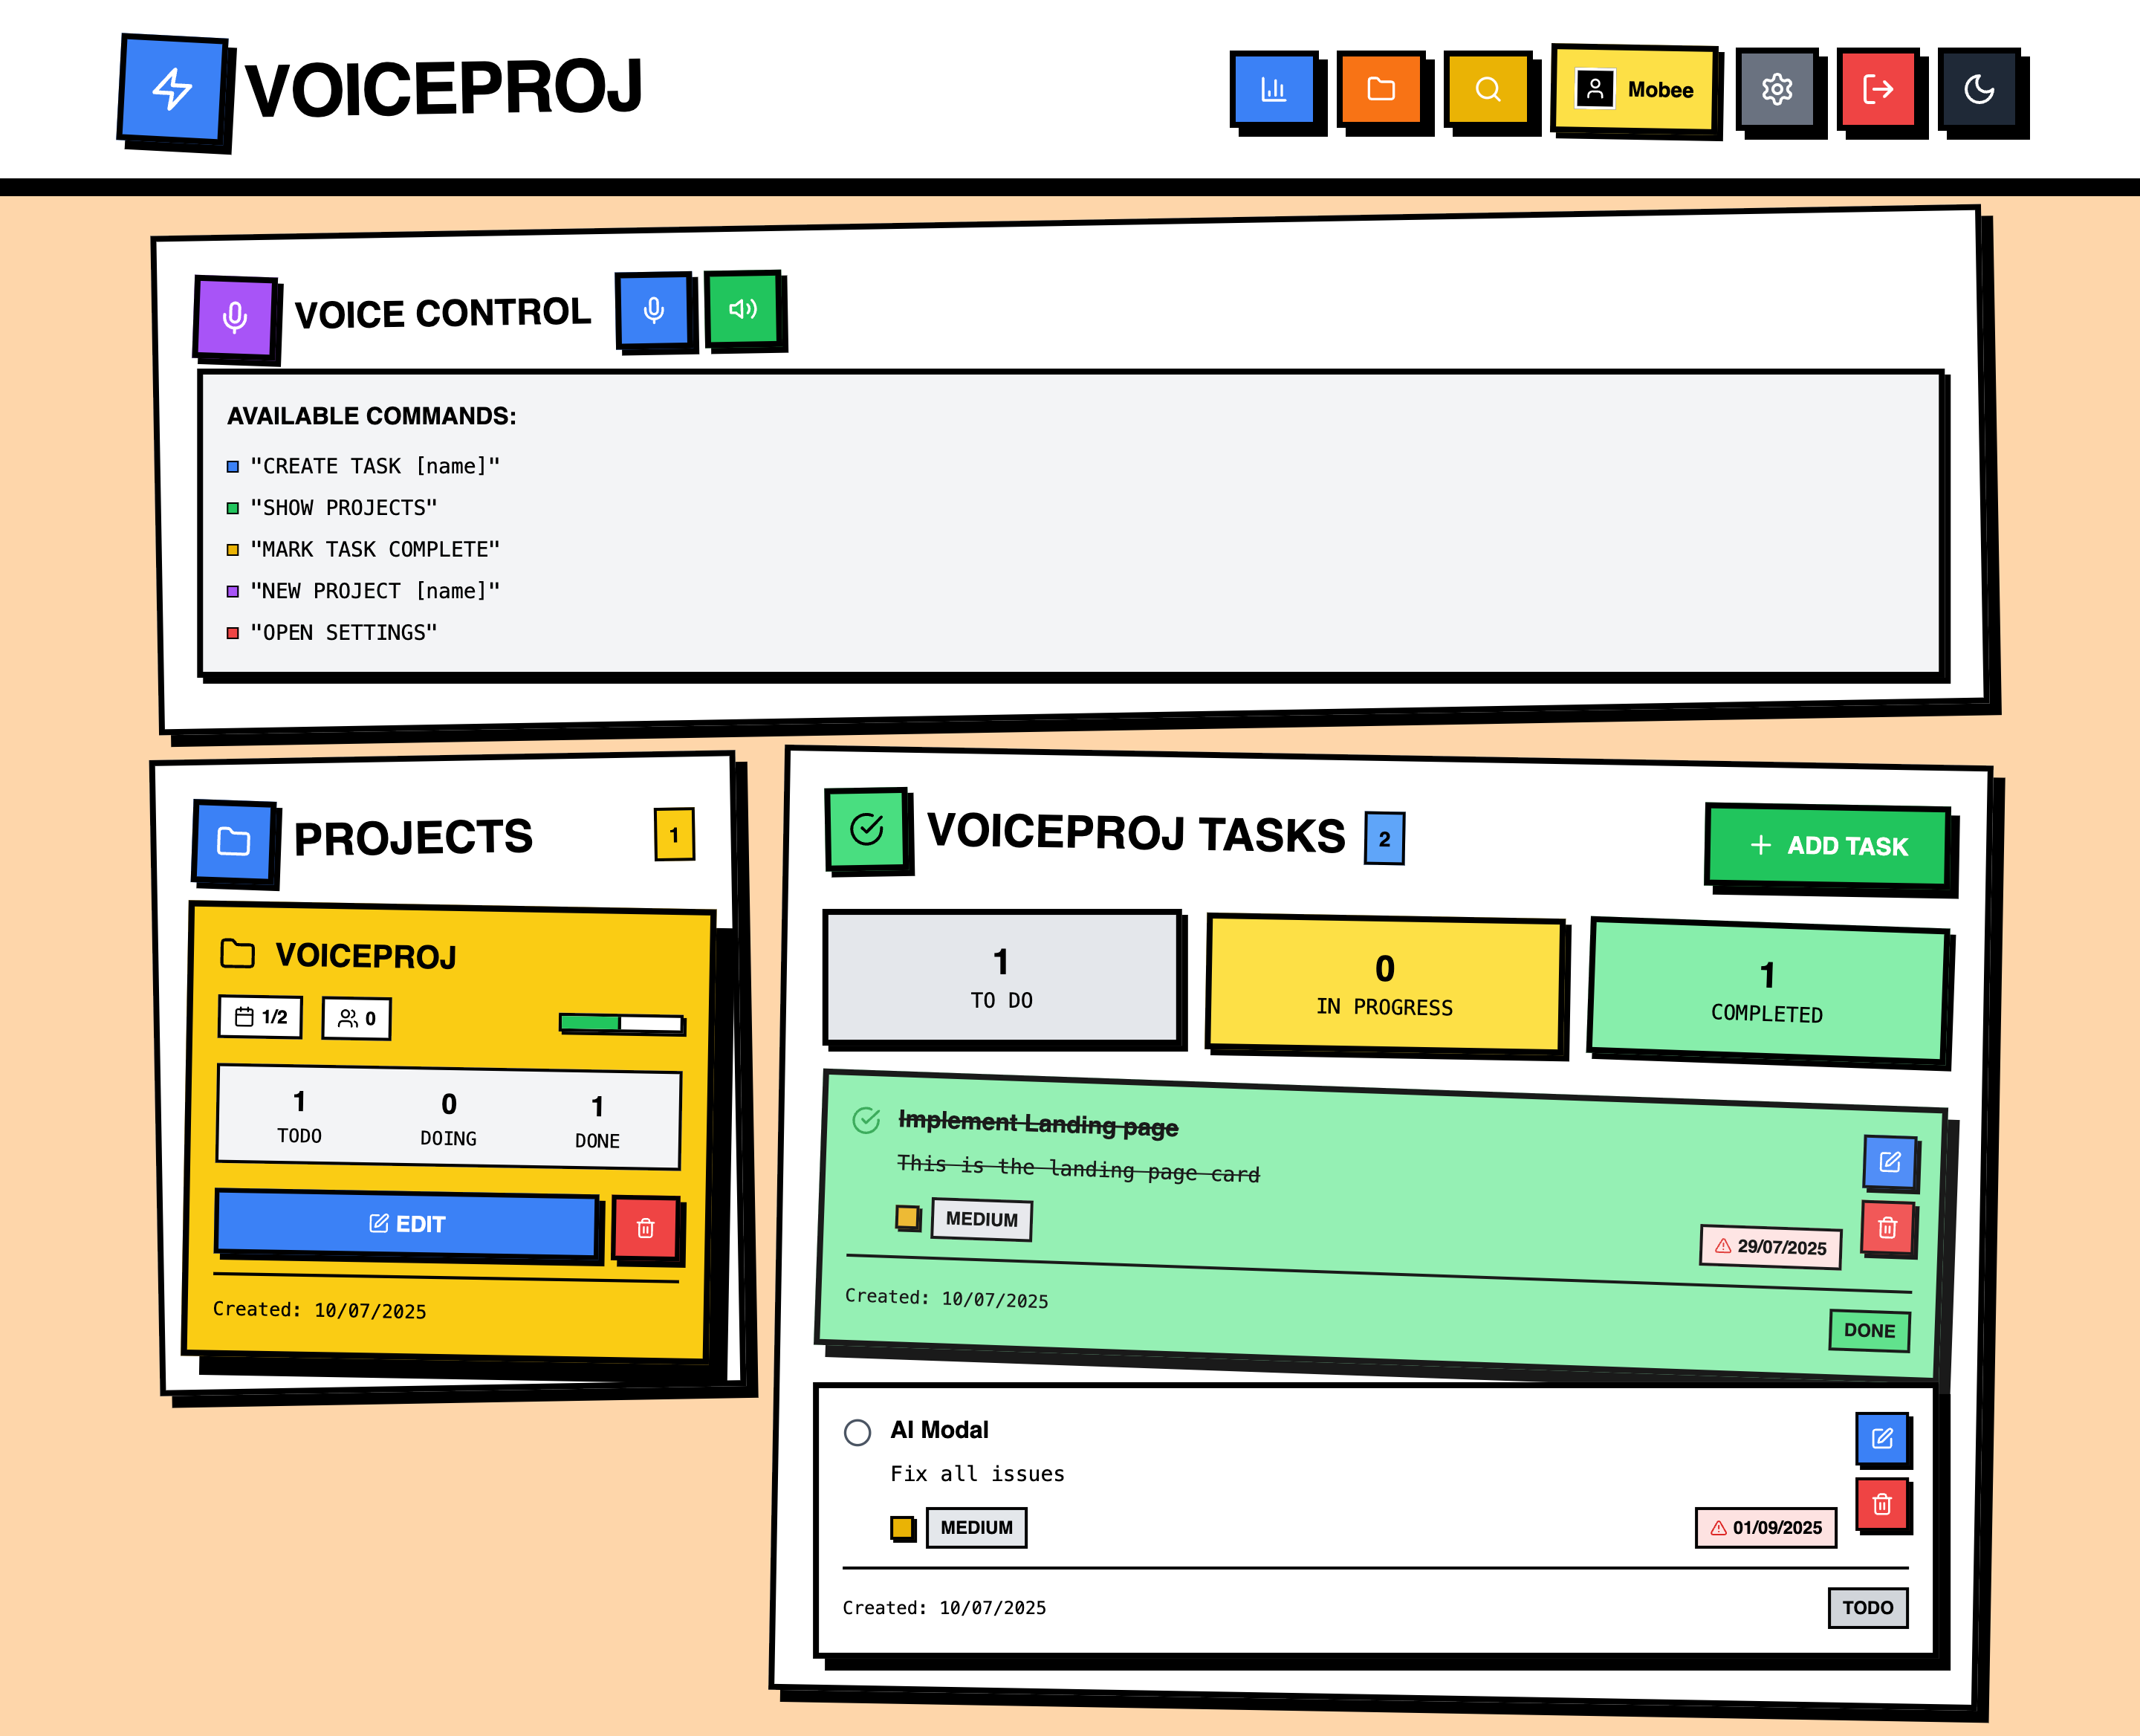 VOICEPROJ
Mobee
VOICE CONTROL
AVAILABLE COMMANDS:
"CREATE TASK [name]"
"SHOW PROJECTS"
"MARK TASK COMPLETE"
"NEW PROJECT [name]"
"OPEN SETTINGS"
PROJECTS
1
VOICEPROJ
1/2
0
1
TODO
0
DOING
1
DONE
EDIT
Created: 10/07/2025
VOICEPROJ TASKS
2
ADD TASK
1
TO DO
0
IN PROGRESS
1
COMPLETED
Implement Landing page
This is the landing page card
MEDIUM
29/07/2025
Created: 10/07/2025
DONE
AI Modal
Fix all issues
MEDIUM
01/09/2025
Created: 10/07/2025
TODO